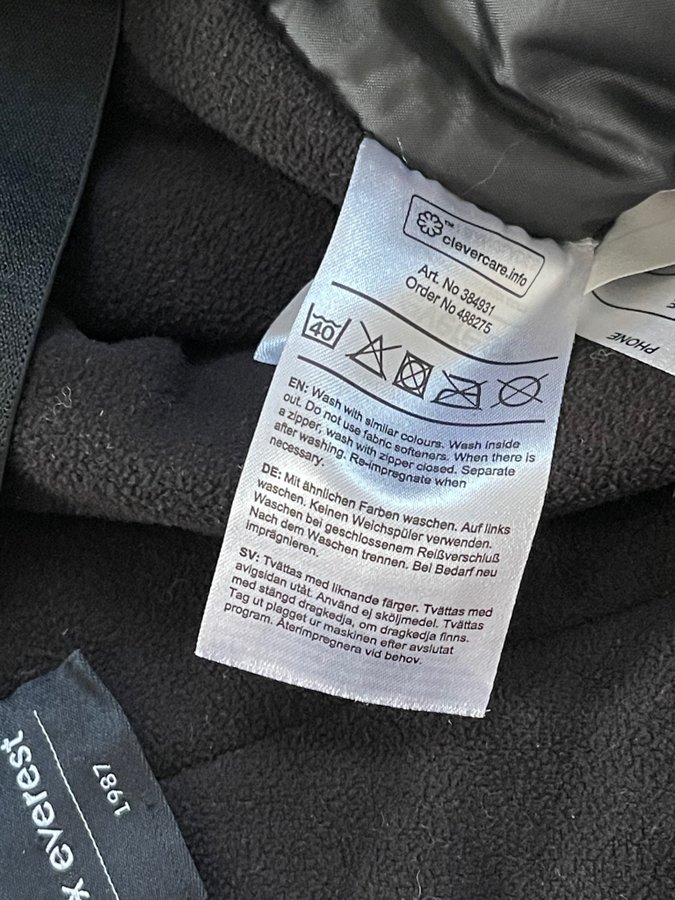 clevercare.info
Art. No 384931
Order No 488275
40
EN: Wash with similar colours. Wash inside
out. Do not use fabric softeners. When there is
a zipper, wash with zipper closed. Separate
after washing. Re-impregnate when
necessary.
DE: Mit ähnlichen Farben waschen. Auf links
waschen. Keinen Weichspüler verwenden.
Waschen bei geschlossenem Reißverschluß
Nach dem Waschen trennen. Bei Bedarf neu
imprägnieren.
SV: Tvättas med liknande färger. Tvättas med
avigsidan utåt. Använd ej sköljmedel. Tvättas
med stängd dragkedja, om dragkedja finns.
Tag ut plagget ur maskinen efter avslutat
program. Återimpregnera vid behov.
PHONE
everest
1987